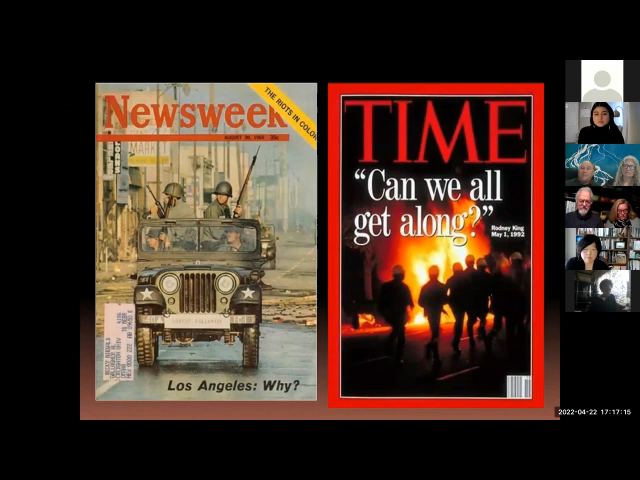 Newsweek
THE RIOTS IN COLOR
AUGUST 30, 1965 35c
Los Angeles: Why?
TIME
“Can we all
get along?”
Rodney King
May 1, 1992
2022-04-22 17:17:15